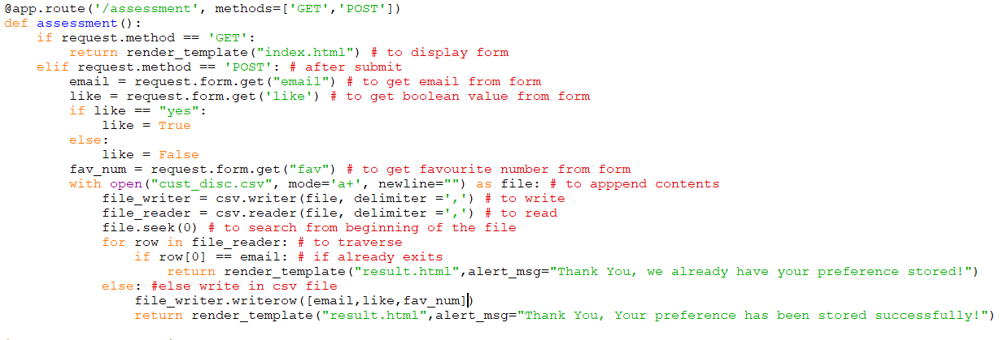 @app.route('/assessment', methods=['GET','POST'])
def assessment():
    if request.method == 'GET':
        return render_template("index.html") # to display form
    elif request.method == 'POST': # after submit
        email = request.form.get("email") # to get email from form
        like = request.form.get('like') # to get boolean value from form
        if like == "yes":
            like = True
        else:
            like = False
        fav_num = request.form.get("fav") # to get favourite number from form
        with open("cust_disc.csv", mode='a+', newline="") as file: # to apppend contents
            file_writer = csv.writer(file, delimiter =',') # to write
            file_reader = csv.reader(file, delimiter =',') # to read
            file.seek(0) # to search from beginning of the file
            for row in file_reader: # to traverse
                if row[0] == email: # if already exits
                    return render_template("result.html",alert_msg="Thank You, we already have your preference stored!")
            else: #else write in csv file
                file_writer.writerow([email,like,fav_num])
                return render_template("result.html",alert_msg="Thank You, Your preference has been stored successfully!")